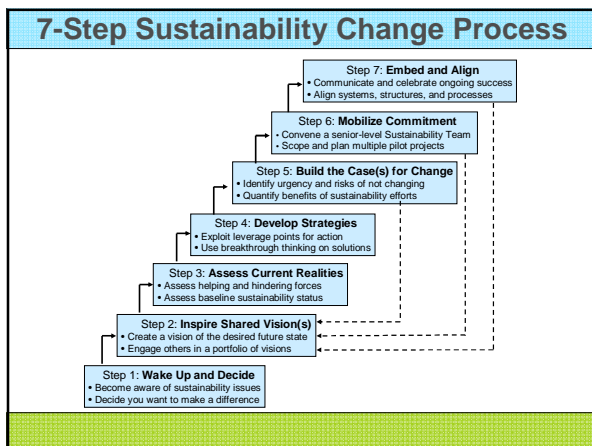 7-Step Sustainability Change Process
Step 7: Embed and Align
• Communicate and celebrate ongoing success
• Align systems, structures, and processes
Step 6: Mobilize Commitment
• Convene a senior-level Sustainability Team
• Scope and plan multiple pilot projects
Step 5: Build the Case(s) for Change
• Identify urgency and risks of not changing
• Quantify benefits of sustainability efforts
Step 4: Develop Strategies
• Exploit leverage points for action
• Use breakthrough thinking on solutions
Step 3: Assess Current Realities
• Assess helping and hindering forces
• Assess baseline sustainability status
Step 2: Inspire Shared Vision(s)
• Create a vision of the desired future state
• Engage others in a portfolio of visions
Step 1: Wake Up and Decide
• Become aware of sustainability issues
• Decide you want to make a difference